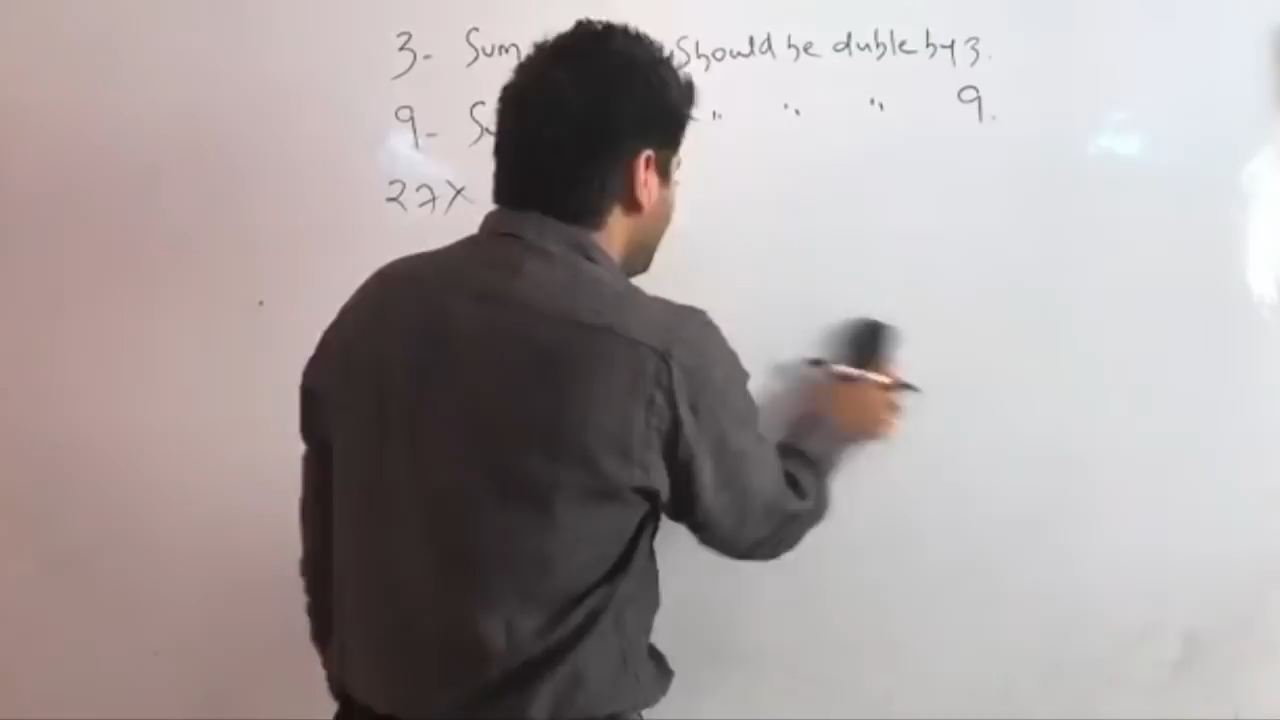 3- Sum should be duble by 3.
9- " " " 9.
27X